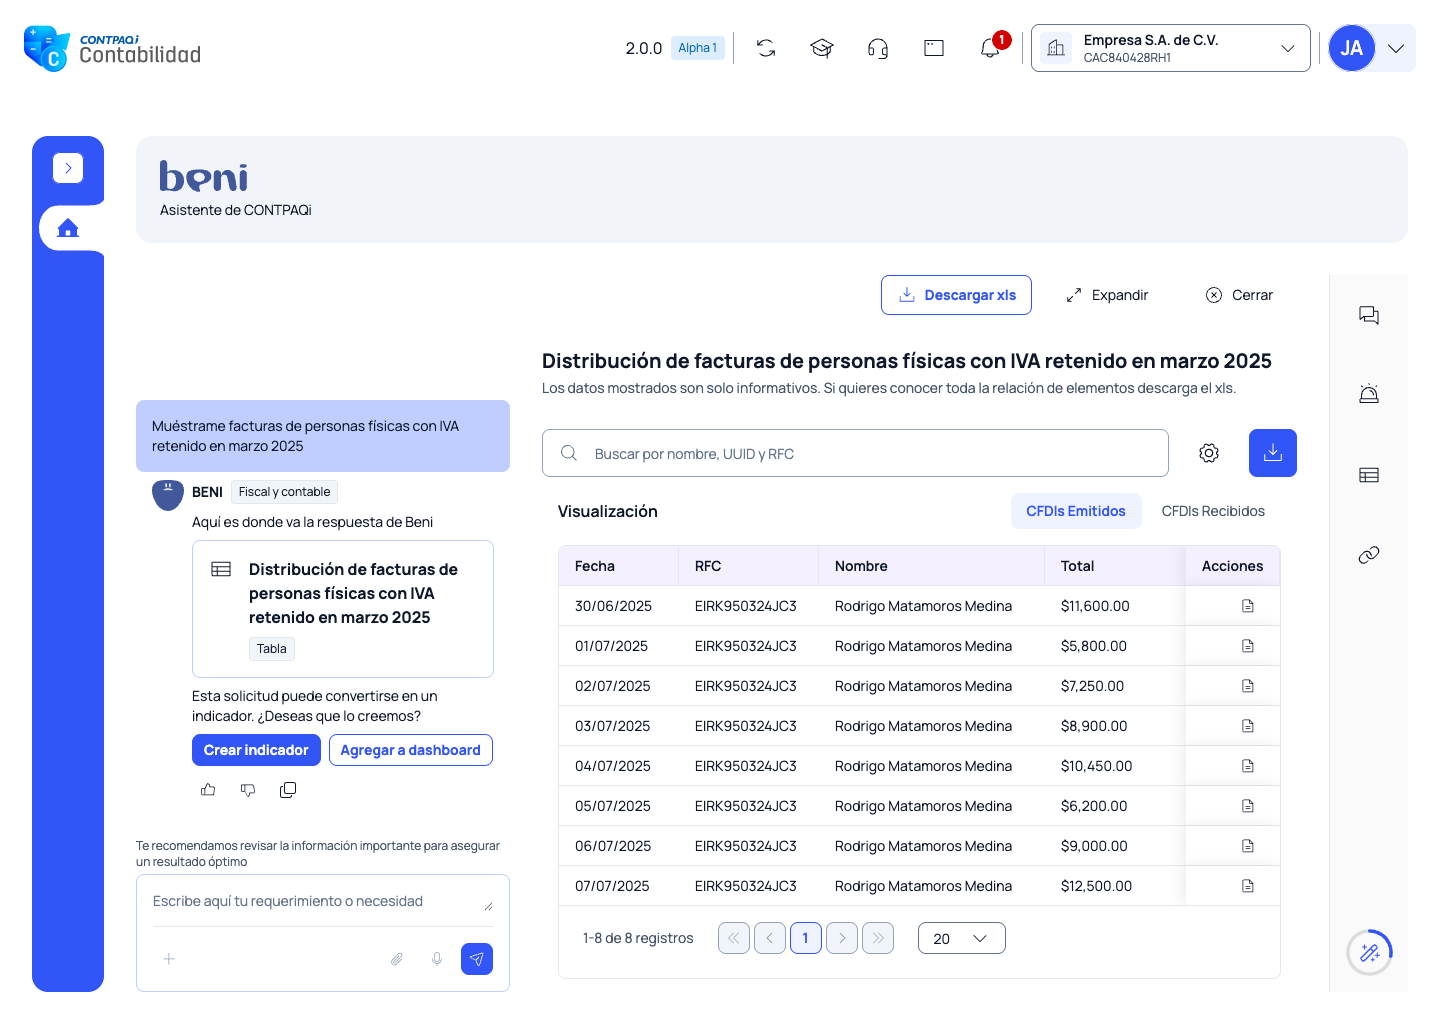 CONTPAQi
Contabilidad
2.0.0 Alpha 1
1
Empresa S.A. de C.V.
CAC840428RH1
JA
beni
Asistente de CONTPAQi
Descargar xls Expandir Cerrar
Distribución de facturas de personas físicas con IVA retenido en marzo 2025
Los datos mostrados son solo informativos. Si quieres conocer toda la relación de elementos descarga el xls.
Muéstrame facturas de personas físicas con IVA
retenido en marzo 2025
BENI Fiscal y contable
Aquí es donde va la respuesta de Beni
Distribución de facturas de
personas físicas con IVA
retenido en marzo 2025
Tabla
Esta solicitud puede convertirse en un
indicador. ¿Deseas que lo creemos?
Crear indicador Agregar a dashboard
Te recomendamos revisar la información importante para asegurar
un resultado óptimo
Escribe aquí tu requerimiento o necesidad
Buscar por nombre, UUID y RFC
Visualización CFDIs Emitidos CFDIs Recibidos
Fecha RFC Nombre Total Acciones
30/06/2025 EIRK950324JC3 Rodrigo Matamoros Medina $11,600.00
01/07/2025 EIRK950324JC3 Rodrigo Matamoros Medina $5,800.00
02/07/2025 EIRK950324JC3 Rodrigo Matamoros Medina $7,250.00
03/07/2025 EIRK950324JC3 Rodrigo Matamoros Medina $8,900.00
04/07/2025 EIRK950324JC3 Rodrigo Matamoros Medina $10,450.00
05/07/2025 EIRK950324JC3 Rodrigo Matamoros Medina $6,200.00
06/07/2025 EIRK950324JC3 Rodrigo Matamoros Medina $9,000.00
07/07/2025 EIRK950324JC3 Rodrigo Matamoros Medina $12,500.00
1-8 de 8 registros 1 20